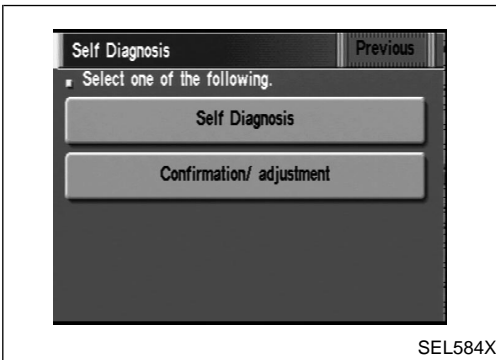 Self Diagnosis Previous
Select one of the following.
Self Diagnosis
Confirmation/ adjustment
SEL584X